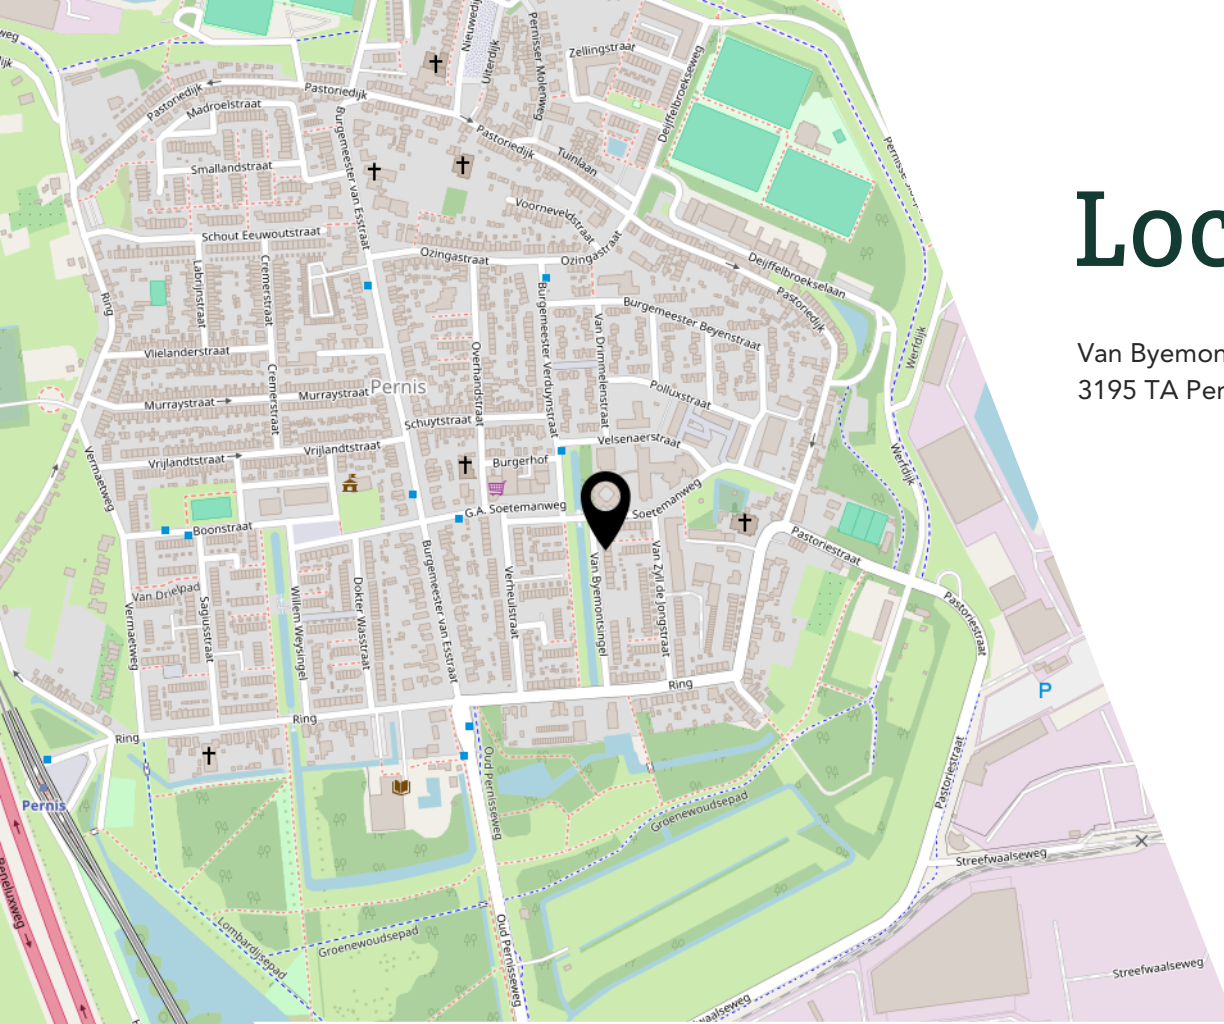 Nieuwedijk
Uiterdijk
Pernisser Molenweg
Zellingstraat
Deijffelbroekseweg
Pastoriedijk
Madroelstraat
Pastoriedijk
Burgemeester van Esstraat
Pastoriedijk
Tuinlaan
Smallandstraat
Voorneveldstraat
Schout Eeuwoutstraat
Ozingastraat
Ozingastraat
Deijffelbroekselaan
Pastoriedijk
Loc
Labrijnstraat
Cremerstraat
Ring
Burgemeester Verduynstraat
Burgemeester Beyenstraat
Van Drimmelenstraat
Werfdijk
Van Byemon
3195 TA Per
Vlielanderstraat
Overhandstraat
Cremerstraat
Pernis
Polluxstraat
Murraystraat
Murraystraat
Schuytstraat
Vrijlandtstraat
Vrijlandtstraat
Velsenaerstraat
Burgerhof
Vermaetweg
Werfdijk
G.A. Soetemanweg
Soetemanweg
Boonstraat
Pastoriestraat
Van Drielpad
Vermaetweg
Sagiusstraat
Willem Weysingel
Dokter Wasstraat
Burgemeester van Esstraat
Verheulstraat
Van Byemontsingel
Van Zyll de Jongstraat
Pastoriestraat
P
Ring
Ring
Ring
Pernis
Oud Pernisseweg
Pastoriestraat
Groenewoudsepad
Streefwaalseweg
Beneluxweg
Lombardijsepad
Groenewoudsepad
Oud Pernisseweg
Streefwaalseweg
waalseweg